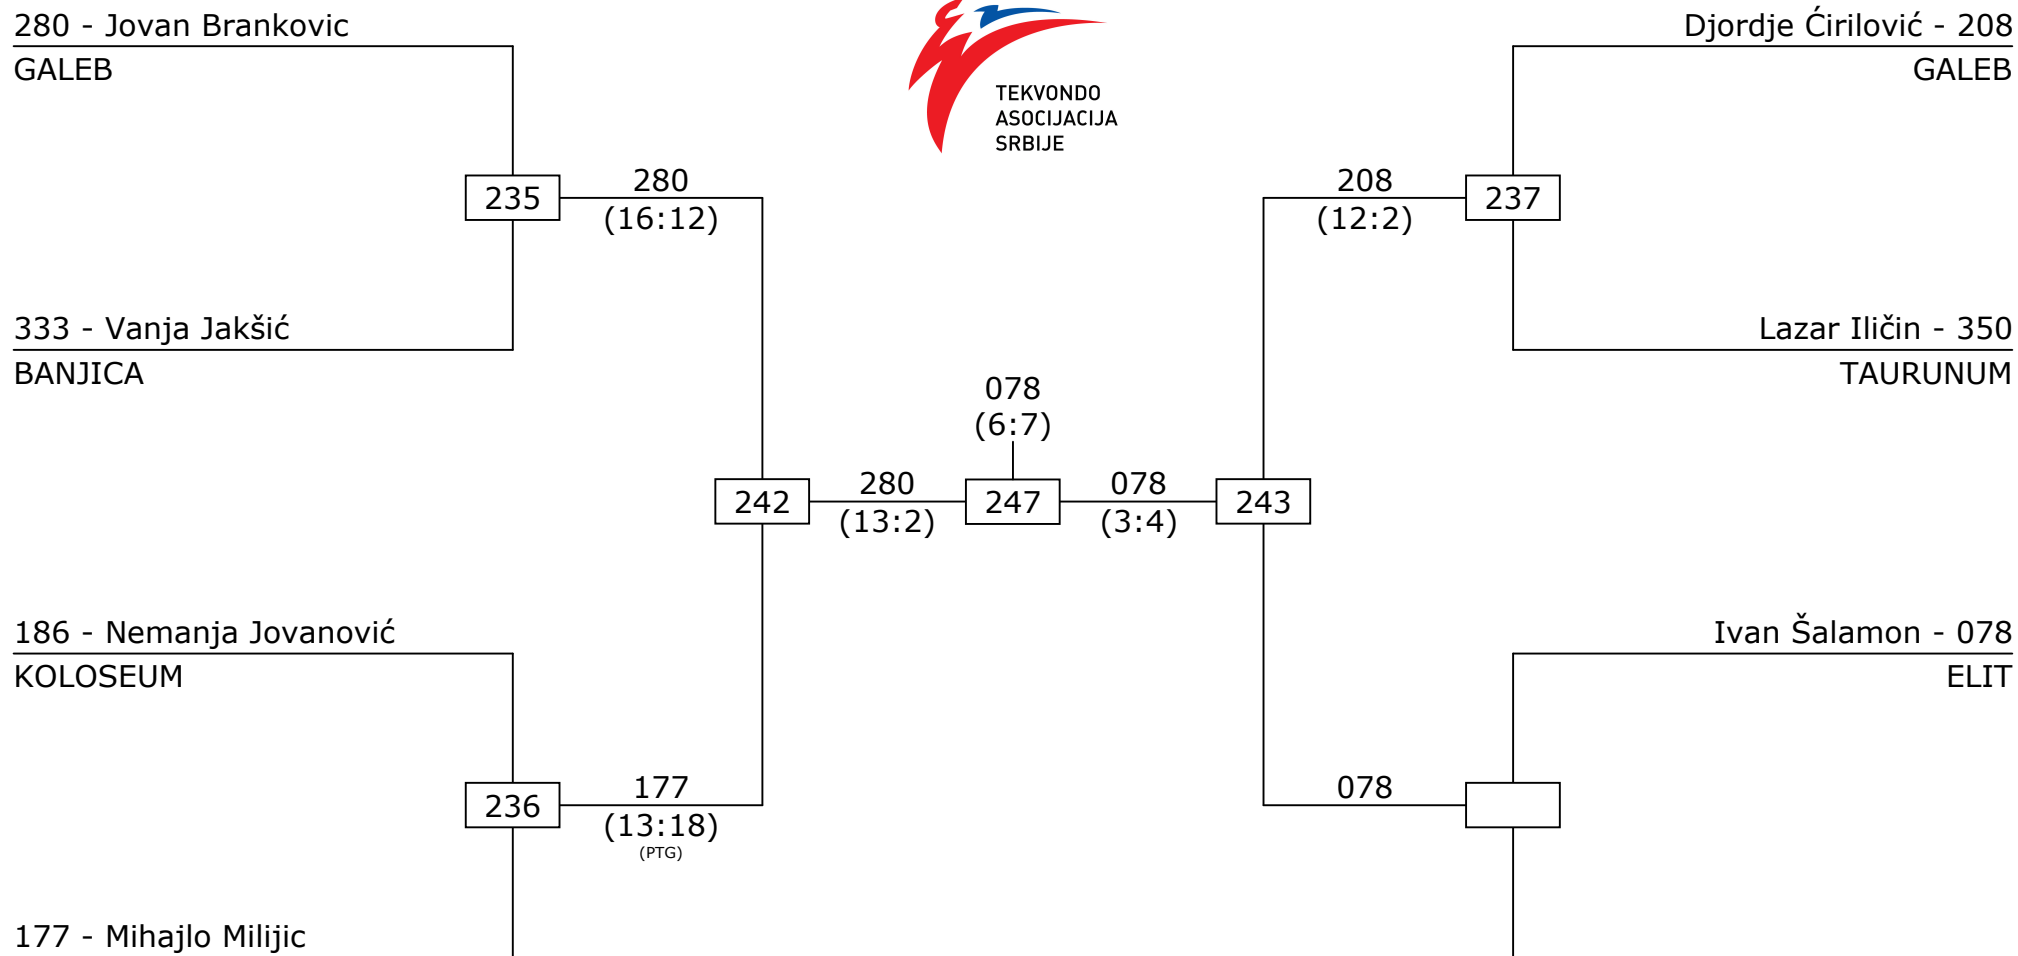 280 - Jovan Brankovic
GALEB
TEKVONDO
ASOCIJACIJA
SRBIJE
Djordje Ćirilović - 208
GALEB
235
280
(16:12)
208
(12:2)
237
333 - Vanja Jakšić
BANJICA
Lazar Iličin - 350
TAURUNUM
078
(6:7)
242
280
(13:2)
247
078
(3:4)
243
186 - Nemanja Jovanović
KOLOSEUM
Ivan Šalamon - 078
ELIT
236
177
(13:18)
(PTG)
078
177 - Mihajlo Milijic